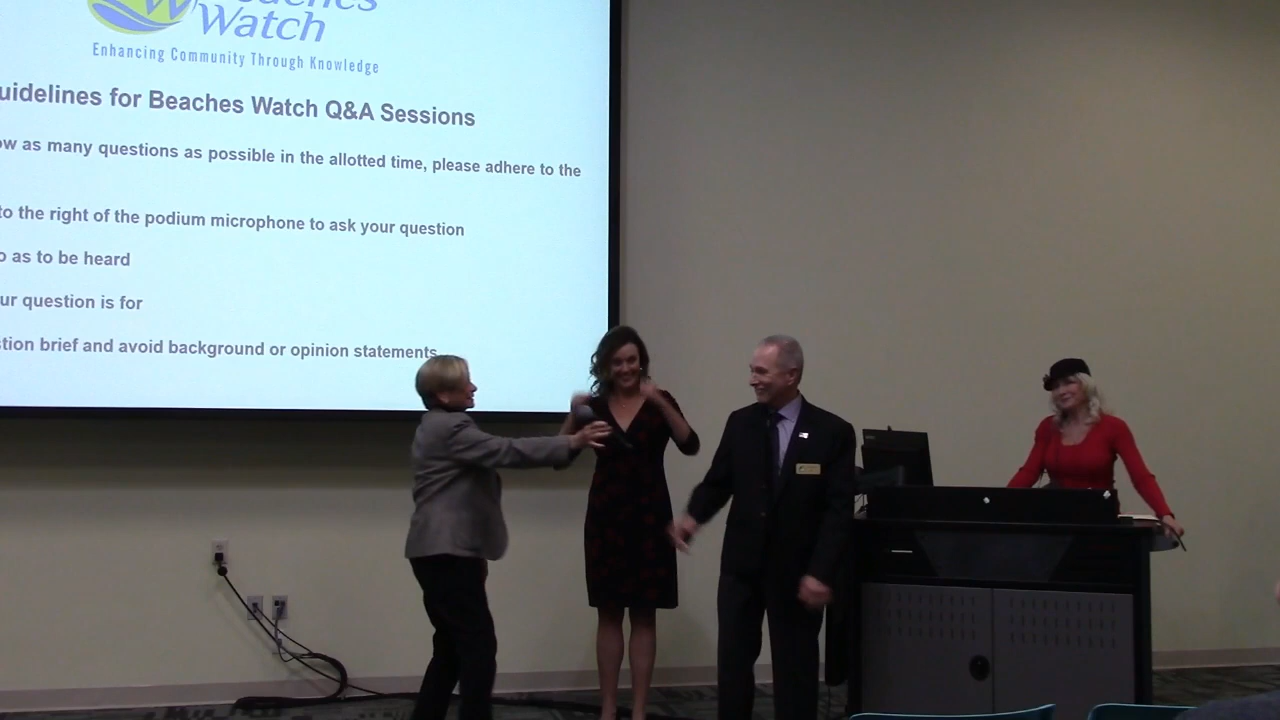 Watch
Enhancing Community Through Knowledge
uidelines for Beaches Watch Q&A Sessions
ow as many questions as possible in the allotted time, please adhere to the
to the right of the podium microphone to ask your question
o as to be heard
ur question is for
stion brief and avoid background or opinion statements